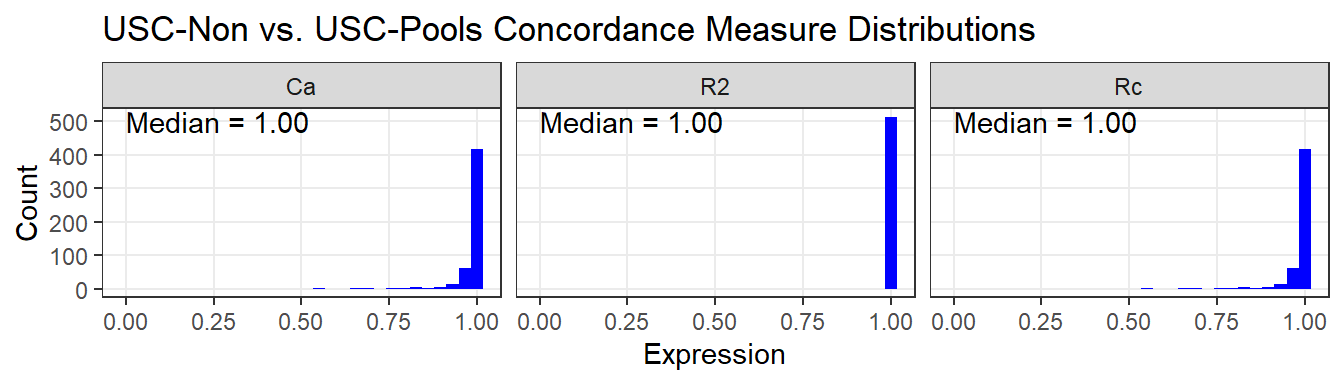 USC-Non vs. USC-Pools Concordance Measure Distributions
Ca R2 Rc
Median = 1.00 Median = 1.00 Median = 1.00
500
400
300
200
100
0
Count
0.00 0.25 0.50 0.75 1.00 0.00 0.25 0.50 0.75 1.00 0.00 0.25 0.50 0.75 1.00
Expression